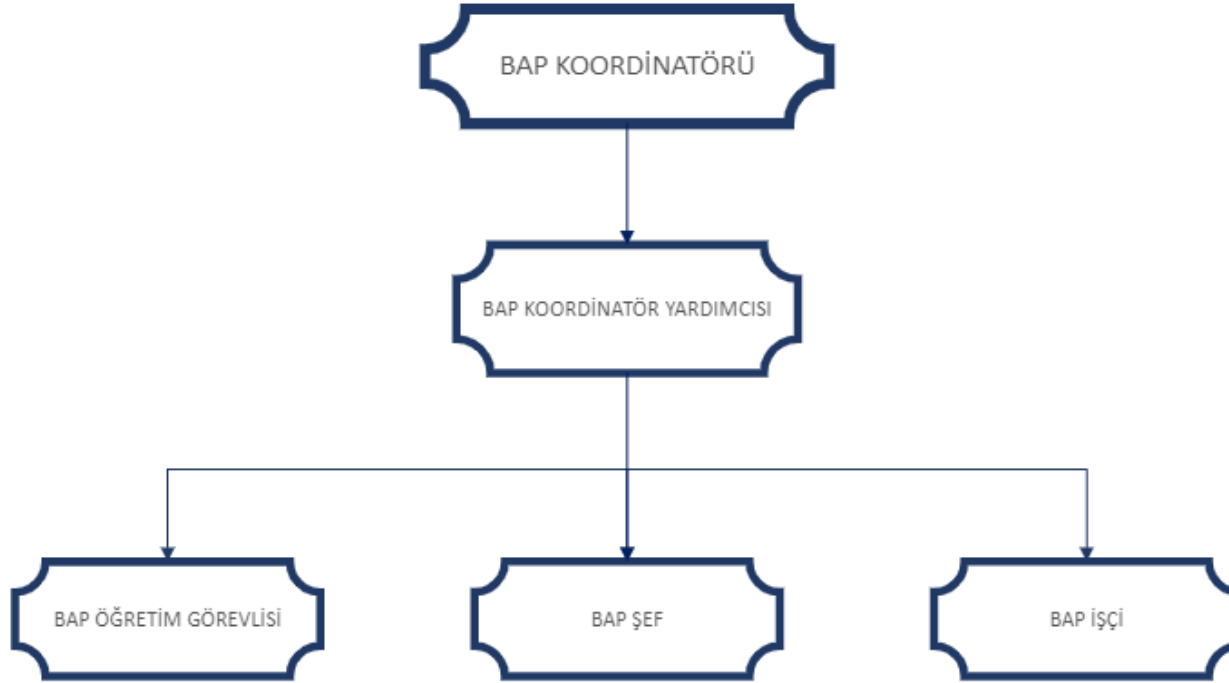 BAP KOORDİNATÖRÜ
BAP KOORDİNATÖR YARDIMCISI
BAP ÖĞRETİM GÖREVLİSİ
BAP ŞEF
BAP İŞÇİ